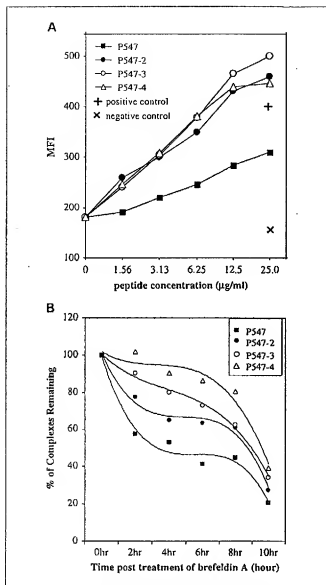 A
P547
P547-2
P547-3
P547-4
positive control
negative control
500
400
300
200
100
MFI
0 1.56 3.13 6.25 12.5 25.0
peptide concentration (µg/ml)
B
P547
P547-2
P547-3
P547-4
120
100
80
60
40
20
0
% of Complexes Remaining
0hr 2hr 4hr 6hr 8hr 10hr
Time post treatment of brefeldin A (hour)